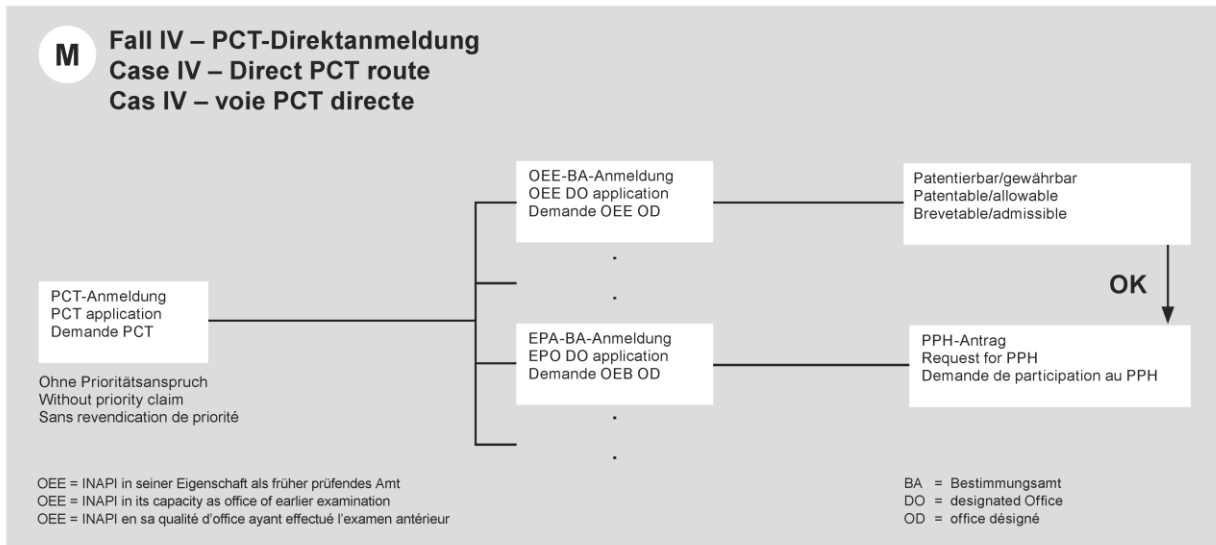 M
Fall IV – PCT-Direktanmeldung
Case IV – Direct PCT route
Cas IV – voie PCT directe
OEE-BA-Anmeldung
OEE DO application
Demande OEE OD
Patentierbar/gewährbar
Patentable/allowable
Brevetable/admissible
OK
PCT-Anmeldung
PCT application
Demande PCT
EPA-BA-Anmeldung
EPO DO application
Demande OEB OD
PPH-Antrag
Request for PPH
Demande de participation au PPH
Ohne Prioritätsanspruch
Without priority claim
Sans revendication de priorité
OEE = INAPI in seiner Eigenschaft als früher prüfendes Amt
OEE = INAPI in its capacity as office of earlier examination
OEE = INAPI en sa qualité d'office ayant effectué l'examen antérieur
BA = Bestimmungsamt
DO = designated Office
OD = office désigné